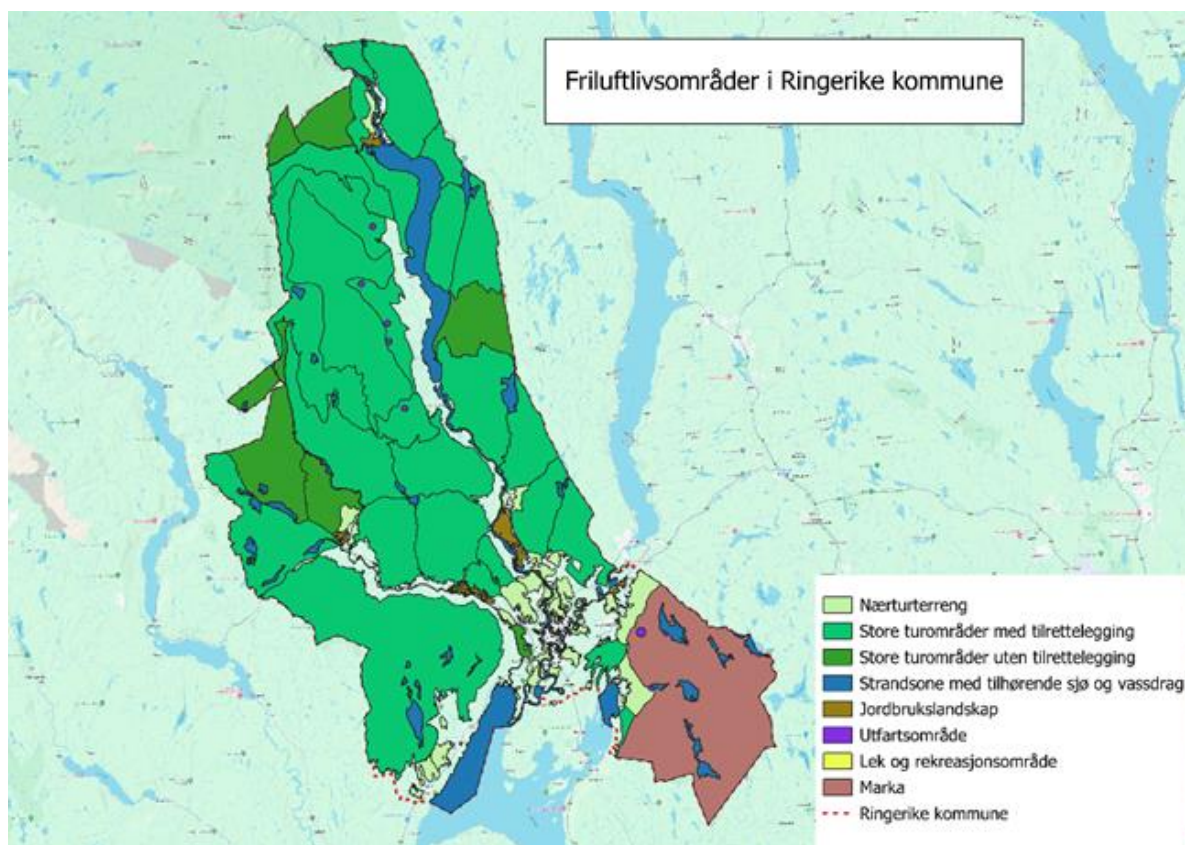 Friluftlivsområder i Ringerike kommune
Nærturterreng
Store turområder med tilrettelegging
Store turområder uten tilrettelegging
Strandsone med tilhørende sjø og vassdrag
Jordbrukslandskap
Utfartsområde
Lek og rekreasjonsområde
Marka
Ringerike kommune